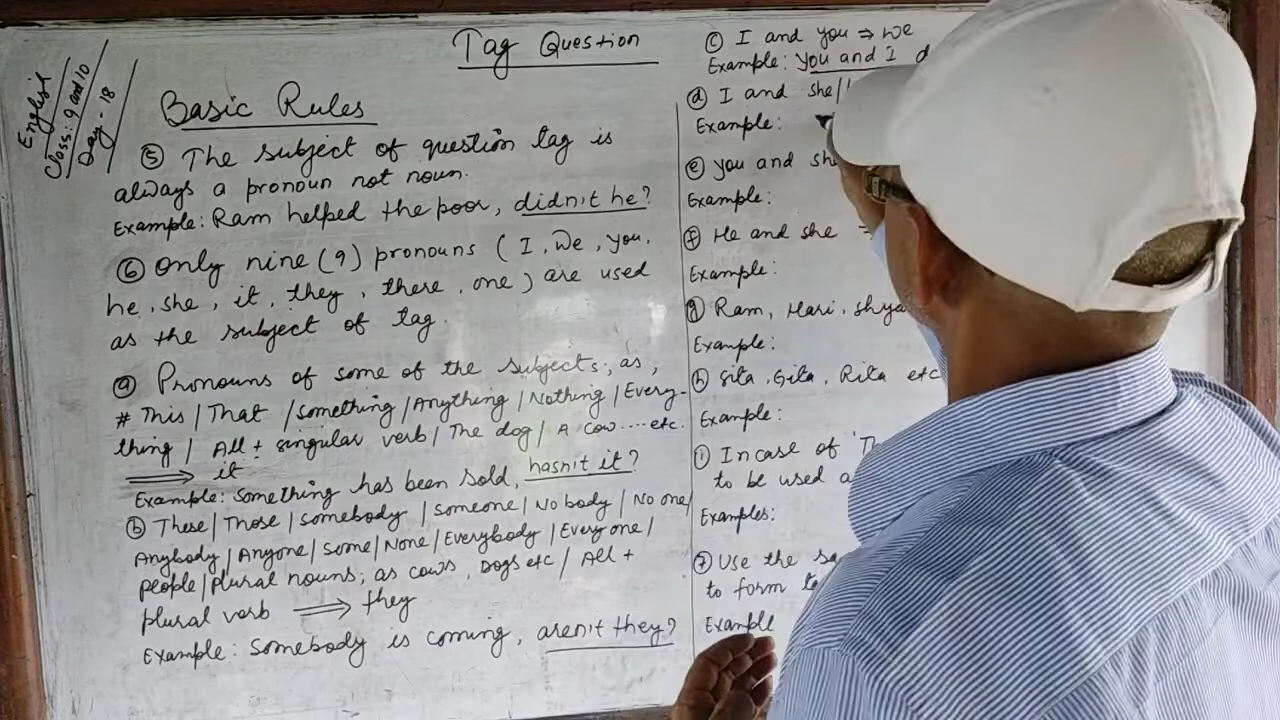 Tag Question
English
Class: 9 and 10
Day - 18
Basic Rules
⑤ The subject of question tag is
always a pronoun not noun.
Example: Ram helped the poor, didn't he?
⑥ Only nine (9) pronouns (I, We, you,
he, she, it, they, there, one) are used
as the subject of tag.
ⓐ Pronouns of some of the subjects; as,
# This / That / something / Anything / Nothing / Every-
thing / All + singular verb / The dog / A cow .... etc.
⟹ it
Example: Something has been sold, hasn't it?
ⓑ These / Those / somebody / someone / No body / No one /
Anybody / Anyone / Some / None / Everybody / Every one /
people / plural nouns; as cows, Dogs etc / All +
plural verb ⟹ they
Example: Somebody is coming, aren't they?
ⓒ I and you ⇒ we
Example: you and I
ⓓ I and she /
Example:
ⓔ you and
Example:
ⓕ He and she
Example:
ⓖ Ram, Hari,
Example:
ⓗ Sita, Gita, Rita etc
Example:
ⓘ In case of
to be used
Examples:
⑦ Use the
to form
Example